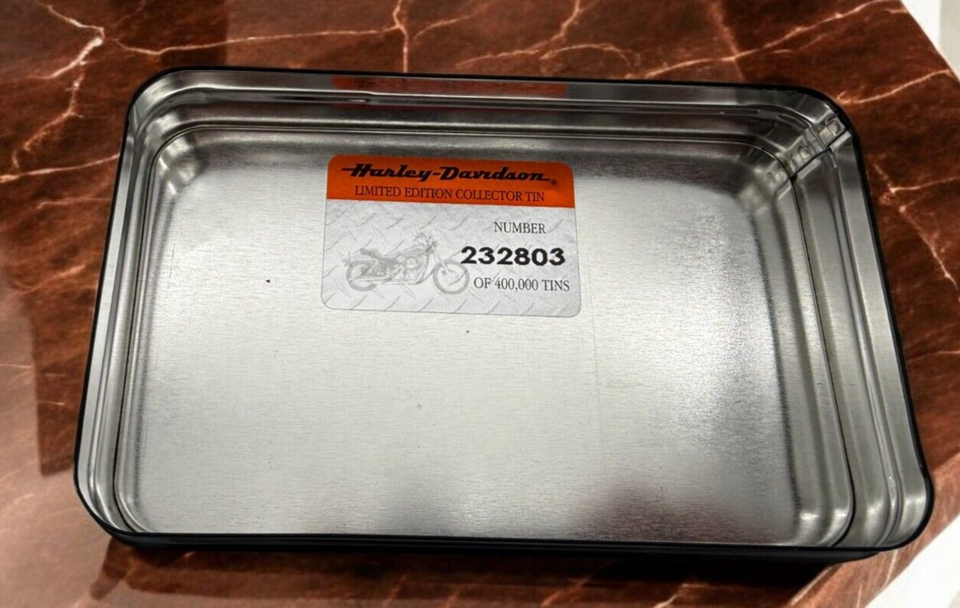 Harley-Davidson®
LIMITED EDITION COLLECTOR TIN
NUMBER
232803
OF 400,000 TINS